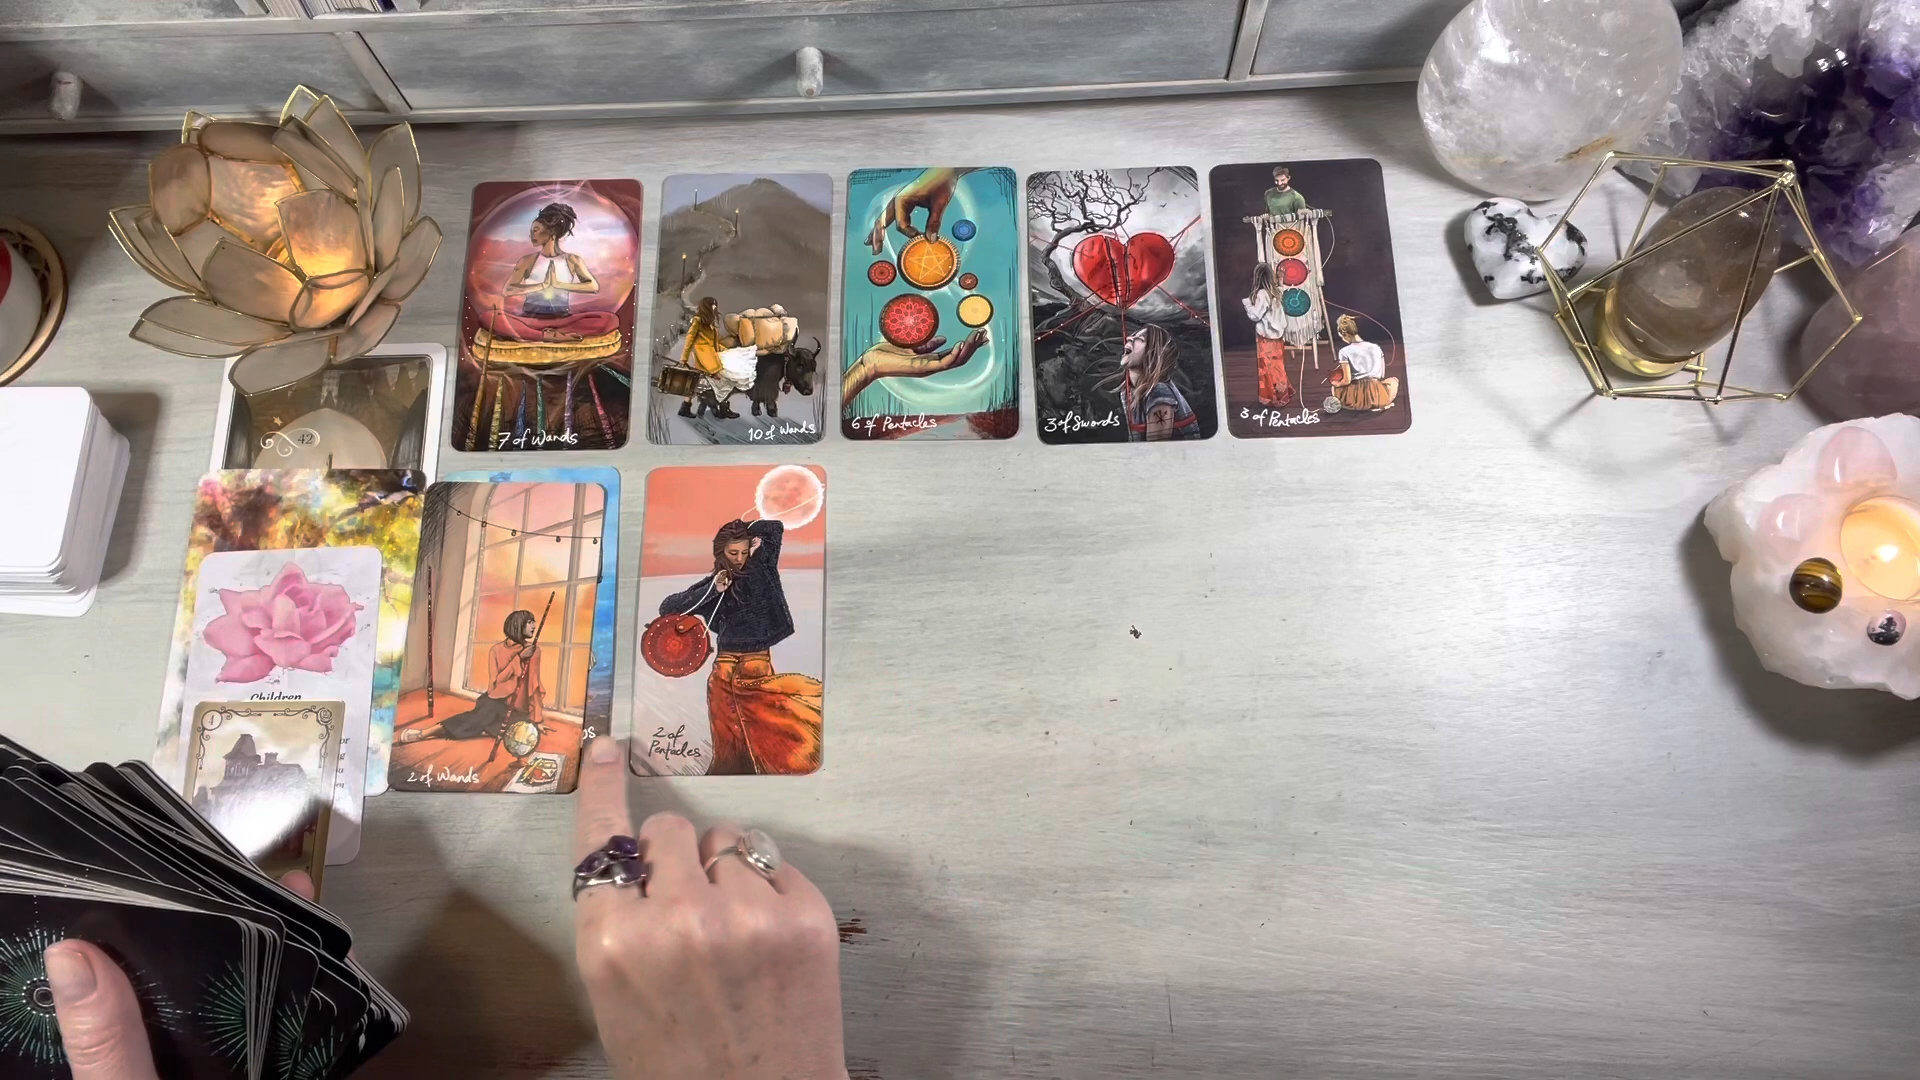 7 of Wands
10 of Wands
6 of Pentacles
3 of Swords
3 of Pentacles
42
Children
4
2 of Wands
2 of
Pentacles